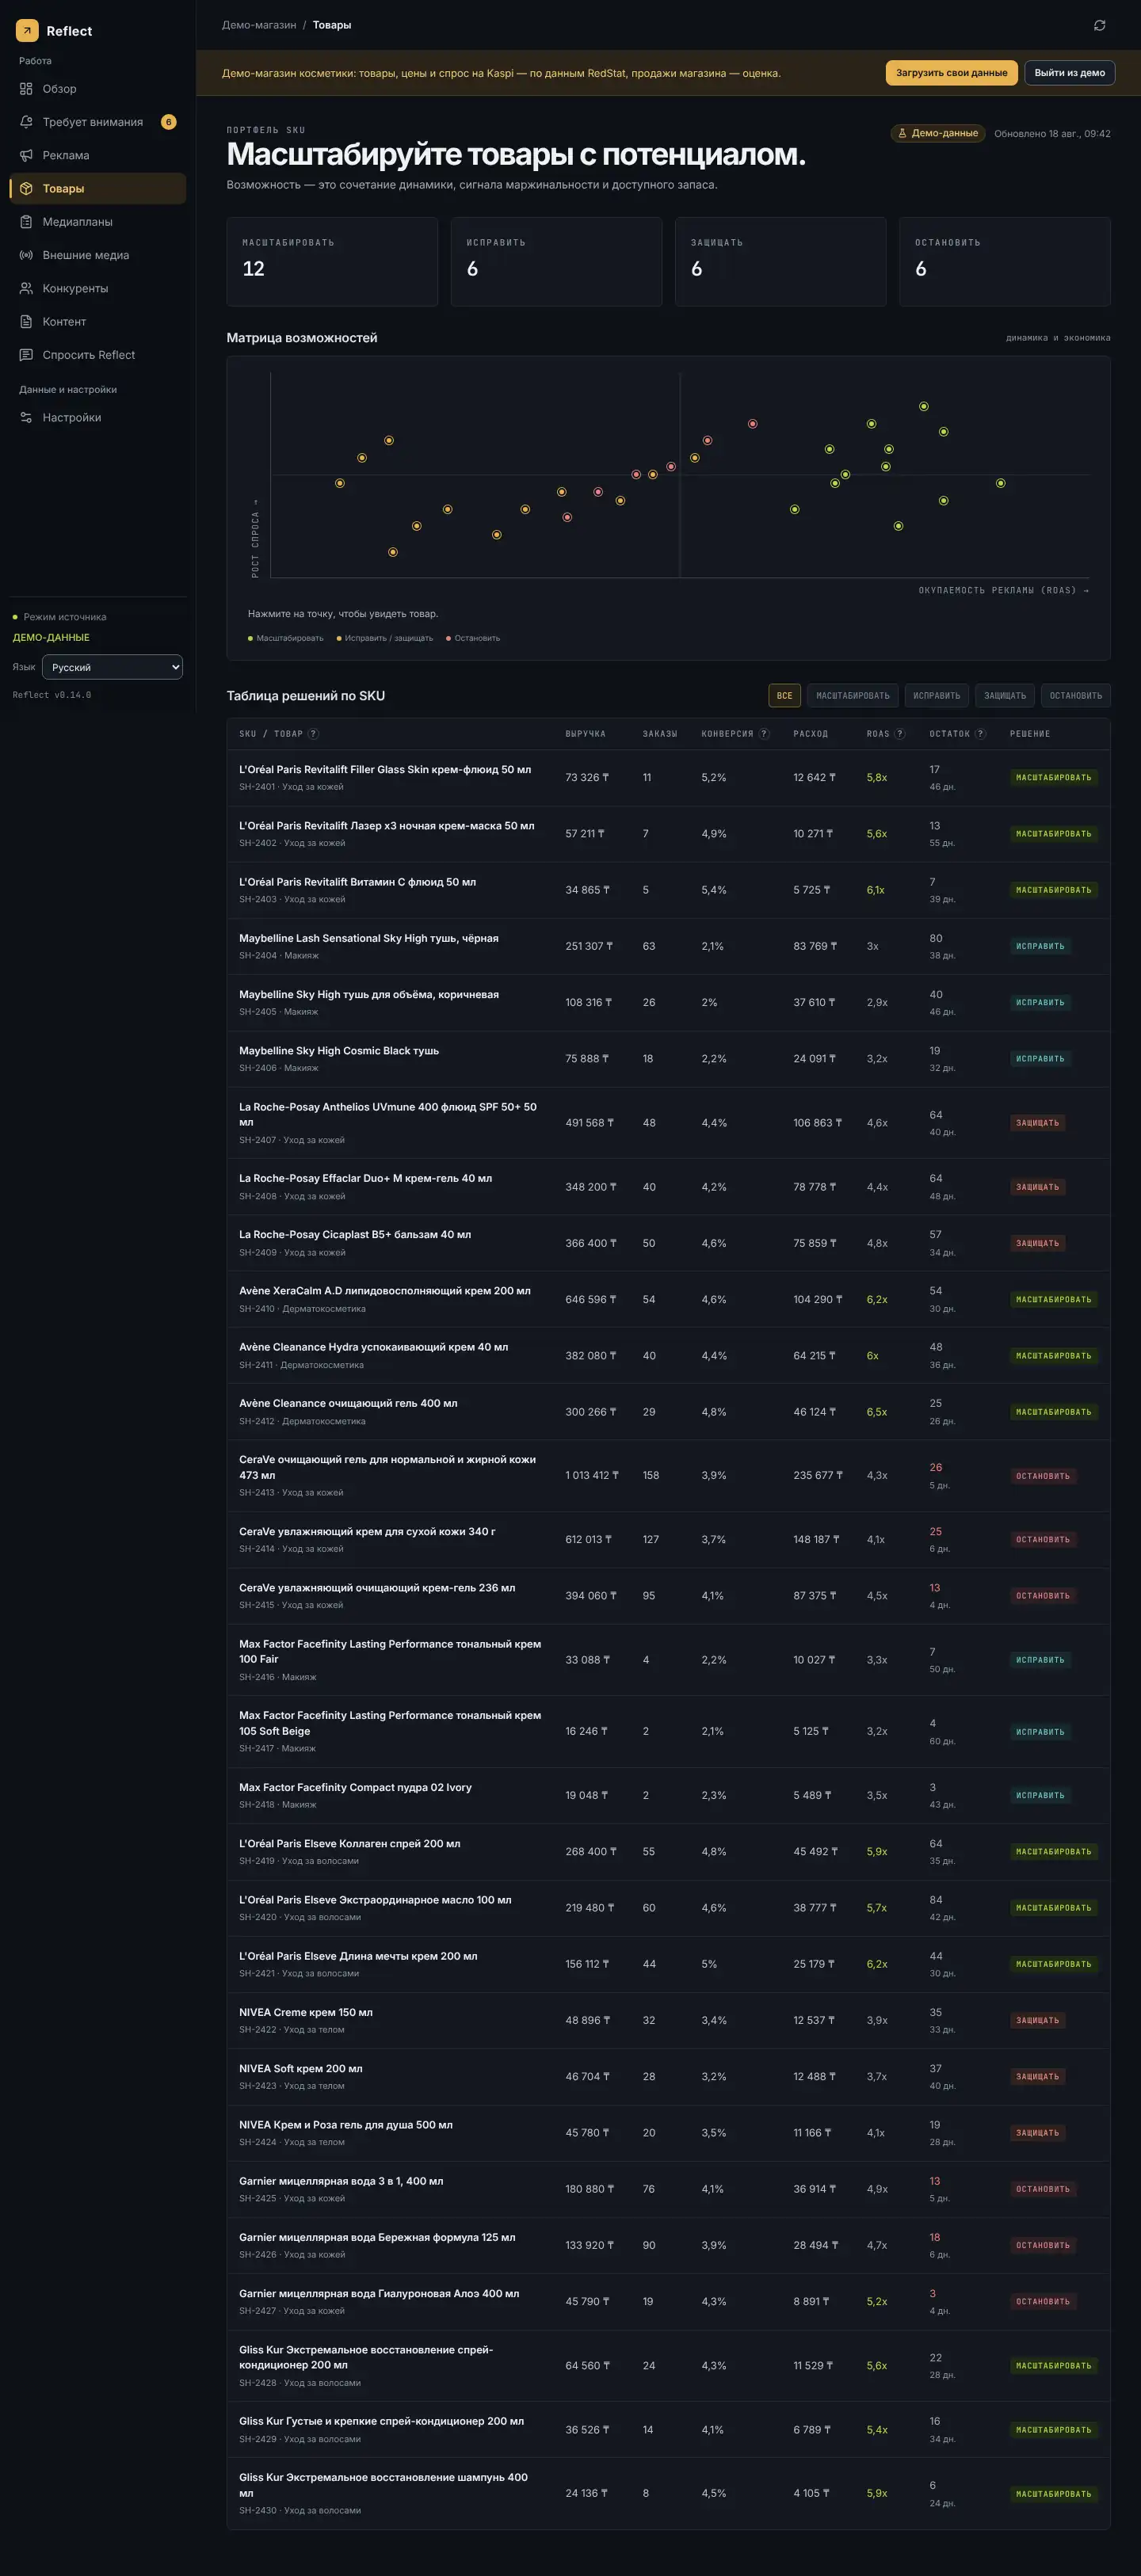 Reflect
Работа
Обзор
Требует внимания 6
Реклама
Товары
Медиапланы
Внешние медиа
Конкуренты
Контент
Спросить Reflect
Данные и настройки
Настройки
Режим источника
ДЕМО-ДАННЫЕ
Язык Русский
Reflect v0.14.0
Демо-магазин / Товары
Демо-магазин косметики: товары, цены и спрос на Kaspi — по данным RedStat, продажи магазина — оценка.
Загрузить свои данные
Выйти из демо
ПОРТФЕЛЬ SKU
Демо-данные Обновлено 18 авг., 09:42
Масштабируйте товары с потенциалом.
Возможность — это сочетание динамики, сигнала маржинальности и доступного запаса.
МАСШТАБИРОВАТЬ
12
ИСПРАВИТЬ
6
ЗАЩИЩАТЬ
6
ОСТАНОВИТЬ
6
Матрица возможностей
динамика и экономика
РОСТ СПРОСА →
ОКУПАЕМОСТЬ РЕКЛАМЫ (ROAS) →
Нажмите на точку, чтобы увидеть товар.
Масштабировать Исправить / защищать Остановить
Таблица решений по SKU
ВСЕ МАСШТАБИРОВАТЬ ИСПРАВИТЬ ЗАЩИЩАТЬ ОСТАНОВИТЬ
SKU / ТОВАР ? ВЫРУЧКА ЗАКАЗЫ КОНВЕРСИЯ ? РАСХОД ROAS ? ОСТАТОК ? РЕШЕНИЕ
L'Oréal Paris Revitalift Filler Glass Skin крем-флюид 50 мл
SH-2401 · Уход за кожей
73 326 ₸ 11 5,2% 12 642 ₸ 5,8x 17
46 дн.
МАСШТАБИРОВАТЬ
L'Oréal Paris Revitalift Лазер х3 ночная крем-маска 50 мл
SH-2402 · Уход за кожей
57 211 ₸ 7 4,9% 10 271 ₸ 5,6x 13
55 дн.
МАСШТАБИРОВАТЬ
L'Oréal Paris Revitalift Витамин С флюид 50 мл
SH-2403 · Уход за кожей
34 865 ₸ 5 5,4% 5 725 ₸ 6,1x 7
39 дн.
МАСШТАБИРОВАТЬ
Maybelline Lash Sensational Sky High тушь, чёрная
SH-2404 · Макияж
251 307 ₸ 63 2,1% 83 769 ₸ 3x 80
38 дн.
ИСПРАВИТЬ
Maybelline Sky High тушь для объёма, коричневая
SH-2405 · Макияж
108 316 ₸ 26 2% 37 610 ₸ 2,9x 40
46 дн.
ИСПРАВИТЬ
Maybelline Sky High Cosmic Black тушь
SH-2406 · Макияж
75 888 ₸ 18 2,2% 24 091 ₸ 3,2x 19
32 дн.
ИСПРАВИТЬ
La Roche-Posay Anthelios UVmune 400 флюид SPF 50+ 50
мл
SH-2407 · Уход за кожей
491 568 ₸ 48 4,4% 106 863 ₸ 4,6x 64
40 дн.
ЗАЩИЩАТЬ
La Roche-Posay Effaclar Duo+ M крем-гель 40 мл
SH-2408 · Уход за кожей
348 200 ₸ 40 4,2% 78 778 ₸ 4,4x 64
48 дн.
ЗАЩИЩАТЬ
La Roche-Posay Cicaplast B5+ бальзам 40 мл
SH-2409 · Уход за кожей
366 400 ₸ 50 4,6% 75 859 ₸ 4,8x 57
34 дн.
ЗАЩИЩАТЬ
Avène XeraCalm A.D липидовосполняющий крем 200 мл
SH-2410 · Дерматокосметика
646 596 ₸ 54 4,6% 104 290 ₸ 6,2x 54
30 дн.
МАСШТАБИРОВАТЬ
Avène Cleanance Hydra успокаивающий крем 40 мл
SH-2411 · Дерматокосметика
382 080 ₸ 40 4,4% 64 215 ₸ 6x 48
36 дн.
МАСШТАБИРОВАТЬ
Avène Cleanance очищающий гель 400 мл
SH-2412 · Дерматокосметика
300 266 ₸ 29 4,8% 46 124 ₸ 6,5x 25
26 дн.
МАСШТАБИРОВАТЬ
CeraVe очищающий гель для нормальной и жирной кожи
473 мл
SH-2413 · Уход за кожей
1 013 412 ₸ 158 3,9% 235 677 ₸ 4,3x 26
5 дн.
ОСТАНОВИТЬ
CeraVe увлажняющий крем для сухой кожи 340 г
SH-2414 · Уход за кожей
612 013 ₸ 127 3,7% 148 187 ₸ 4,1x 25
6 дн.
ОСТАНОВИТЬ
CeraVe увлажняющий очищающий крем-гель 236 мл
SH-2415 · Уход за кожей
394 060 ₸ 95 4,1% 87 375 ₸ 4,5x 13
4 дн.
ОСТАНОВИТЬ
Max Factor Facefinity Lasting Performance тональный крем
100 Fair
SH-2416 · Макияж
33 088 ₸ 4 2,2% 10 027 ₸ 3,3x 7
50 дн.
ИСПРАВИТЬ
Max Factor Facefinity Lasting Performance тональный крем
105 Soft Beige
SH-2417 · Макияж
16 246 ₸ 2 2,1% 5 125 ₸ 3,2x 4
60 дн.
ИСПРАВИТЬ
Max Factor Facefinity Compact пудра 02 Ivory
SH-2418 · Макияж
19 048 ₸ 2 2,3% 5 489 ₸ 3,5x 3
43 дн.
ИСПРАВИТЬ
L'Oréal Paris Elseve Коллаген спрей 200 мл
SH-2419 · Уход за волосами
268 400 ₸ 55 4,8% 45 492 ₸ 5,9x 64
35 дн.
МАСШТАБИРОВАТЬ
L'Oréal Paris Elseve Экстраординарное масло 100 мл
SH-2420 · Уход за волосами
219 480 ₸ 60 4,6% 38 777 ₸ 5,7x 84
42 дн.
МАСШТАБИРОВАТЬ
L'Oréal Paris Elseve Длина мечты крем 200 мл
SH-2421 · Уход за волосами
156 112 ₸ 44 5% 25 179 ₸ 6,2x 44
30 дн.
МАСШТАБИРОВАТЬ
NIVEA Creme крем 150 мл
SH-2422 · Уход за телом
48 896 ₸ 32 3,4% 12 537 ₸ 3,9x 35
33 дн.
ЗАЩИЩАТЬ
NIVEA Soft крем 200 мл
SH-2423 · Уход за телом
46 704 ₸ 28 3,2% 12 488 ₸ 3,7x 37
40 дн.
ЗАЩИЩАТЬ
NIVEA Крем и Роза гель для душа 500 мл
SH-2424 · Уход за телом
45 780 ₸ 20 3,5% 11 166 ₸ 4,1x 19
28 дн.
ЗАЩИЩАТЬ
Garnier мицеллярная вода 3 в 1, 400 мл
SH-2425 · Уход за кожей
180 880 ₸ 76 4,1% 36 914 ₸ 4,9x 13
5 дн.
ОСТАНОВИТЬ
Garnier мицеллярная вода Бережная формула 125 мл
SH-2426 · Уход за кожей
133 920 ₸ 90 3,9% 28 494 ₸ 4,7x 18
6 дн.
ОСТАНОВИТЬ
Garnier мицеллярная вода Гиалуроновая Алоэ 400 мл
SH-2427 · Уход за кожей
45 790 ₸ 19 4,3% 8 891 ₸ 5,2x 3
4 дн.
ОСТАНОВИТЬ
Gliss Kur Экстремальное восстановление спрей-
кондиционер 200 мл
SH-2428 · Уход за волосами
64 560 ₸ 24 4,3% 11 529 ₸ 5,6x 22
28 дн.
МАСШТАБИРОВАТЬ
Gliss Kur Густые и крепкие спрей-кондиционер 200 мл
SH-2429 · Уход за волосами
36 526 ₸ 14 4,1% 6 789 ₸ 5,4x 16
34 дн.
МАСШТАБИРОВАТЬ
Gliss Kur Экстремальное восстановление шампунь 400
мл
SH-2430 · Уход за волосами
24 136 ₸ 8 4,5% 4 105 ₸ 5,9x 6
24 дн.
МАСШТАБИРОВАТЬ